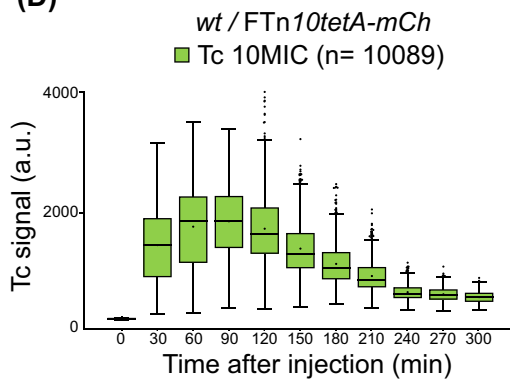 (D)
wt / FTn10tetA-mCh
Tc 10MIC (n= 10089)
Tc signal (a.u.)
4000
2000
0
0 30 60 90 120 150 180 210 240 270 300
Time after injection (min)